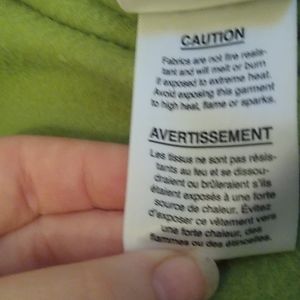 CAUTION
Fabrics are not fire resis-
tant and will melt or burn
if exposed to extreme heat.
Avoid exposing this garment
to high heat, flame or sparks.
AVERTISSEMENT
Les tissus ne sont pas résis-
tants au feu et se dissou-
draient ou brûleraient s'ils
étaient exposés à une forte
source de chaleur. Évitez
d'exposer ce vêtement vers
une forte chaleur, des
flammes ou des étincelles.